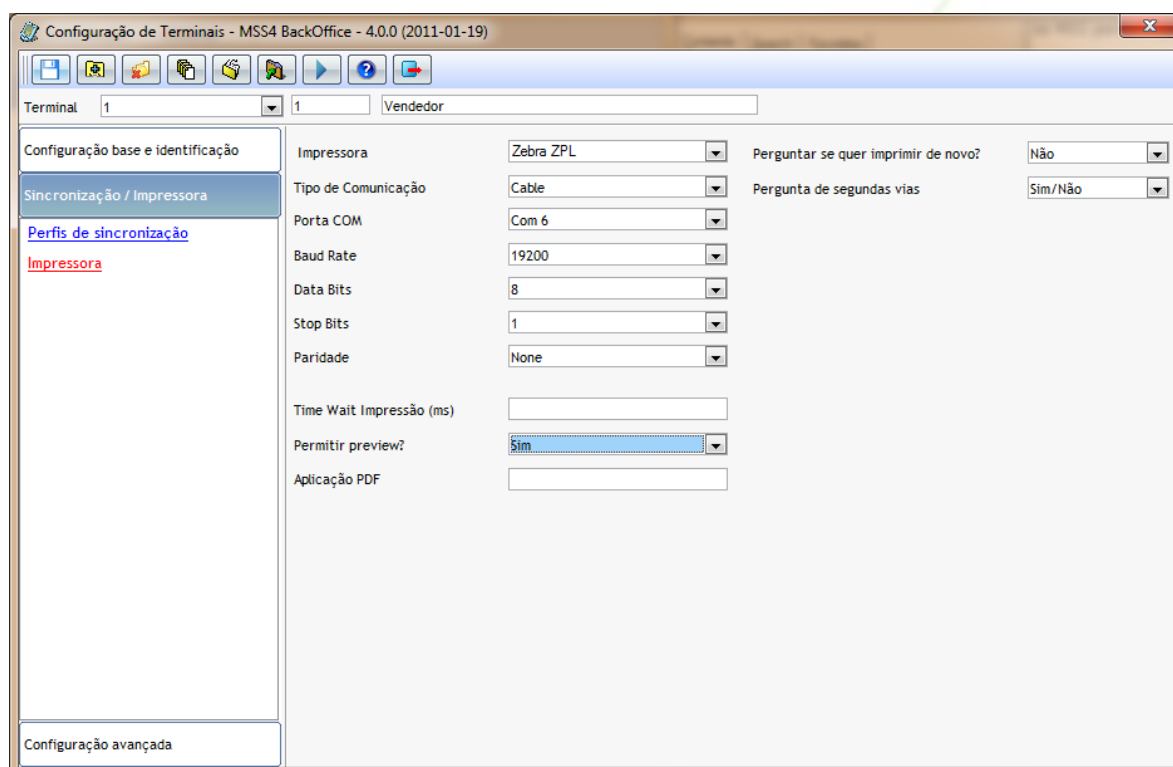 Configuração de Terminais - MSS4 BackOffice - 4.0.0 (2011-01-19)
Terminal 1 1 Vendedor
Configuração base e identificação
Sincronização / Impressora
Perfis de sincronização
Impressora
Impressora Zebra ZPL
Tipo de Comunicação Cable
Porta COM Com 6
Baud Rate 19200
Data Bits 8
Stop Bits 1
Paridade None
Time Wait Impressão (ms)
Permitir preview? Sim
Aplicação PDF
Perguntar se quer imprimir de novo? Não
Pergunta de segundas vias Sim/Não
Configuração avançada